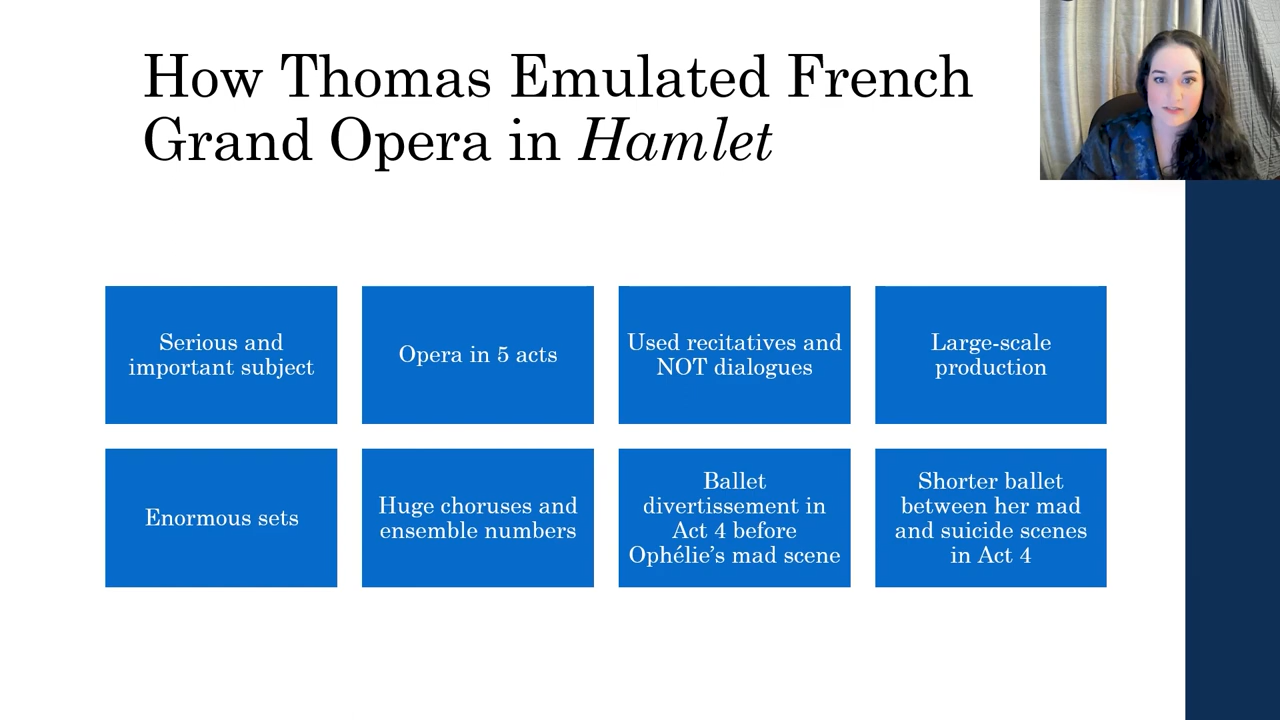 How Thomas Emulated French
Grand Opera in Hamlet
Serious and
important subject
Opera in 5 acts
Used recitatives and
NOT dialogues
Large-scale
production
Enormous sets
Huge choruses and
ensemble numbers
Ballet
divertissement in
Act 4 before
Ophélie’s mad scene
Shorter ballet
between her mad
and suicide scenes
in Act 4